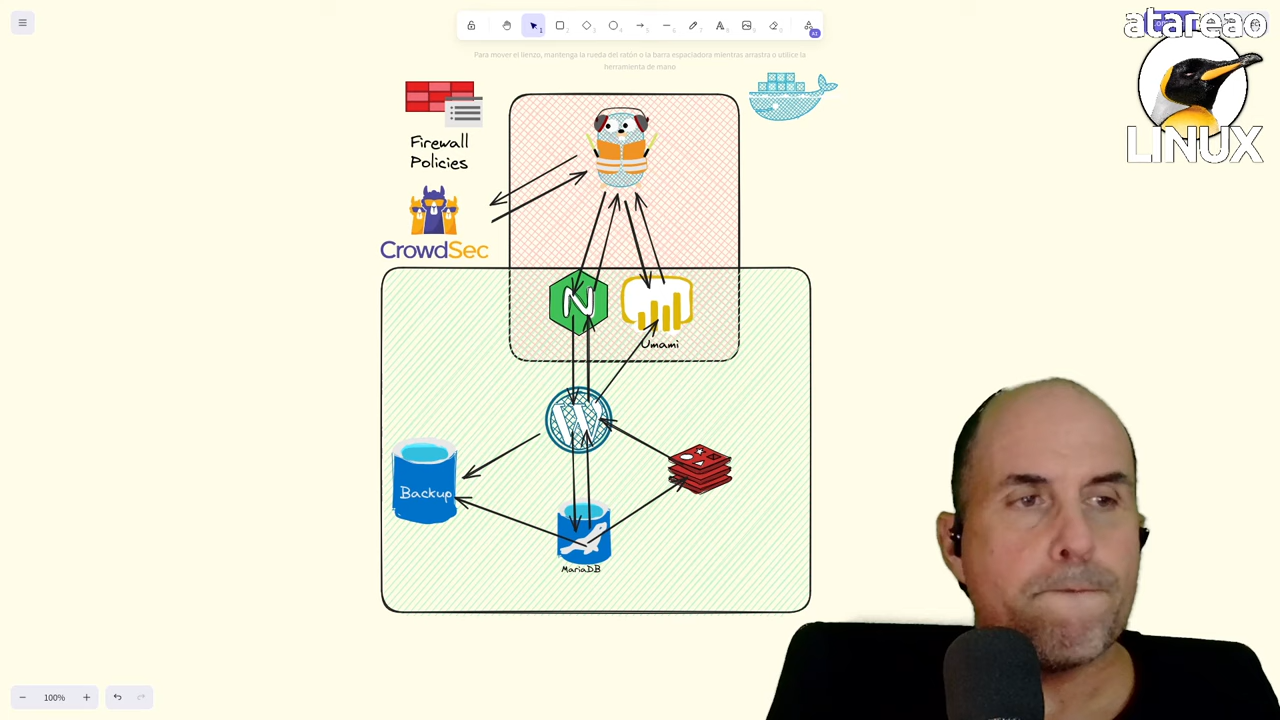 Para mover el lienzo, mantenga la rueda del ratón o la barra espaciadora mientras arrastra o utilice la
herramienta de mano
atareao
LINUX
Firewall
Policies
CrowdSec
N
Umami
W
Backup
MariaDB
100%